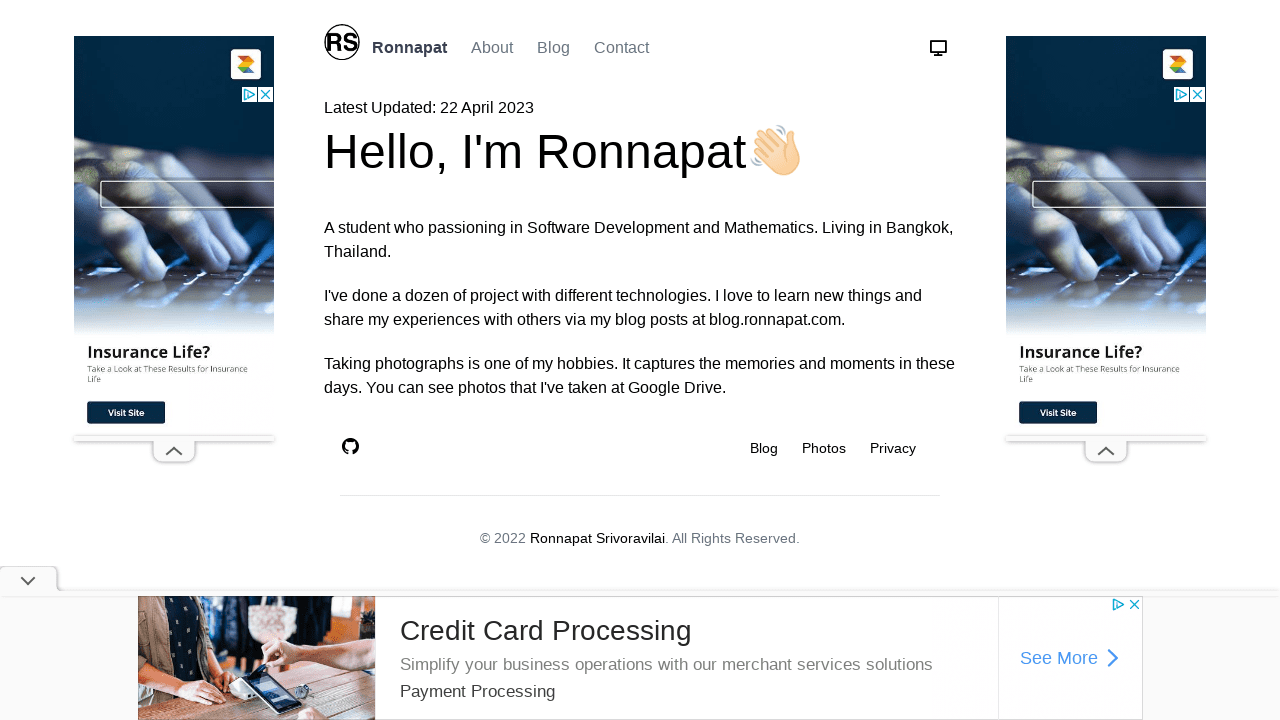 RS Ronnapat About Blog Contact
Latest Updated: 22 April 2023
Hello, I'm Ronnapat👋🏻
A student who passioning in Software Development and Mathematics. Living in Bangkok,
Thailand.
I've done a dozen of project with different technologies. I love to learn new things and
share my experiences with others via my blog posts at blog.ronnapat.com.
Taking photographs is one of my hobbies. It captures the memories and moments in these
days. You can see photos that I've taken at Google Drive.
Blog Photos Privacy
© 2022 Ronnapat Srivoravilai. All Rights Reserved.
Insurance Life?
Take a Look at These Results for Insurance
Life
Visit Site
Insurance Life?
Take a Look at These Results for Insurance
Life
Visit Site
Credit Card Processing
Simplify your business operations with our merchant services solutions
Payment Processing
See More